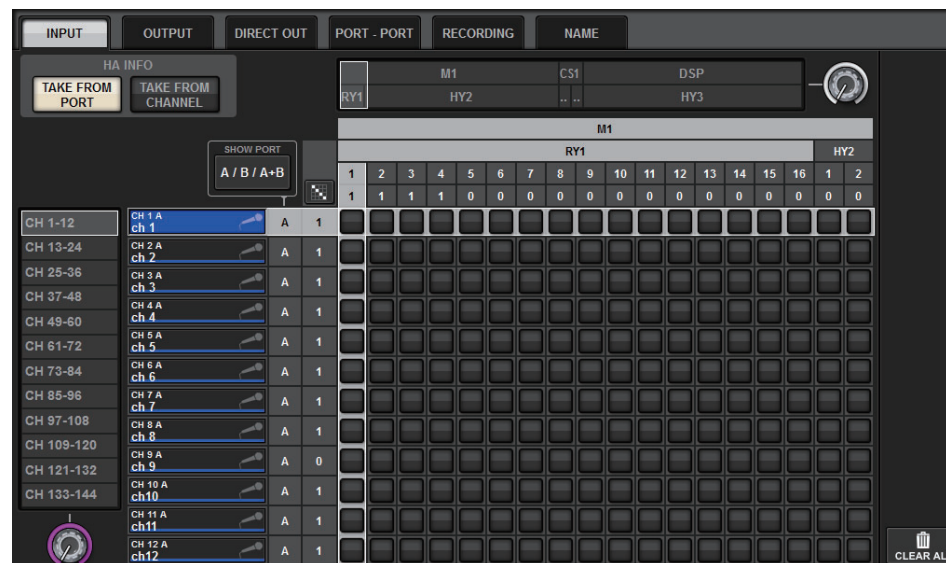 INPUT OUTPUT DIRECT OUT PORT - PORT RECORDING NAME
HA INFO
TAKE FROM PORT
TAKE FROM CHANNEL
M1 CS1 DSP
RY1 HY2 .. .. HY3
M1
SHOW PORT
RY1 HY2
A / B / A+B
1 2 3 4 5 6 7 8 9 10 11 12 13 14 15 16 1 2
1 1 1 1 0 0 0 0 0 0 0 0 0 0 0 0 0 0
CH 1-12
CH 13-24
CH 25-36
CH 37-48
CH 49-60
CH 61-72
CH 73-84
CH 85-96
CH 97-108
CH 109-120
CH 121-132
CH 133-144
CH 1 A
ch 1 A 1
CH 2 A
ch 2 A 1
CH 3 A
ch 3 A 1
CH 4 A
ch 4 A 1
CH 5 A
ch 5 A 1
CH 6 A
ch 6 A 1
CH 7 A
ch 7 A 1
CH 8 A
ch 8 A 1
CH 9 A
ch 9 A 0
CH 10 A
ch10 A 1
CH 11 A
ch11 A 1
CH 12 A
ch12 A 1
CLEAR AL